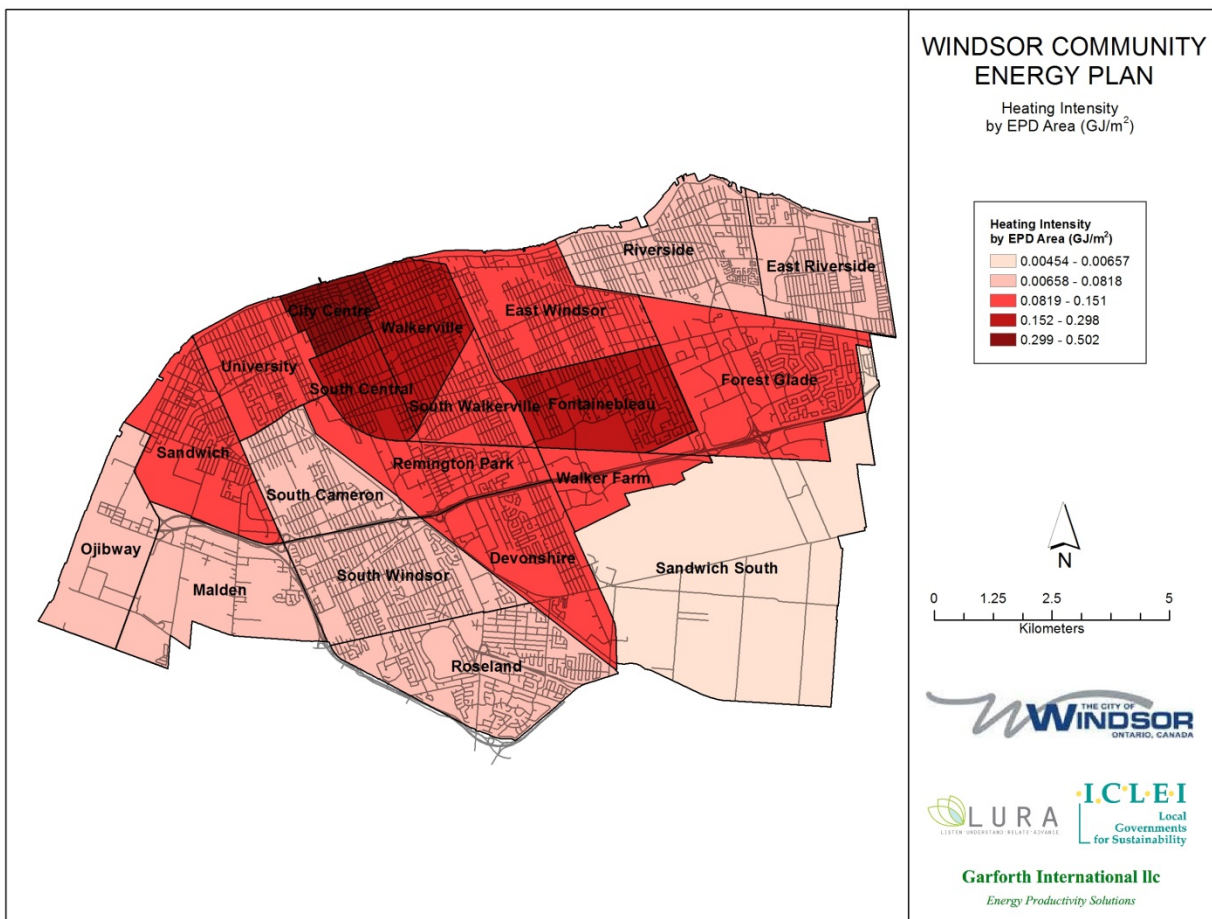 WINDSOR COMMUNITY
ENERGY PLAN
Heating Intensity
by EPD Area (GJ/m²)
Heating Intensity
by EPD Area (GJ/m²)
0.00454 - 0.00657
0.00658 - 0.0818
0.0819 - 0.151
0.152 - 0.298
0.299 - 0.502
Riverside
East Riverside
City Centre
Walkerville
East Windsor
University
South Central
South Walkerville
Fontainebleau
Forest Glade
Sandwich
Remington Park
Walker Farm
South Cameron
Ojibway
Malden
South Windsor
Devonshire
Sandwich South
Roseland
N
0 1.25 2.5 5
Kilometers
THE CITY OF
WINDSOR
ONTARIO, CANADA
LURA
LISTEN·UNDERSTAND·RELATE·ADVANCE
I·C·L·E·I
Local
Governments
for Sustainability
Garforth International llc
Energy Productivity Solutions